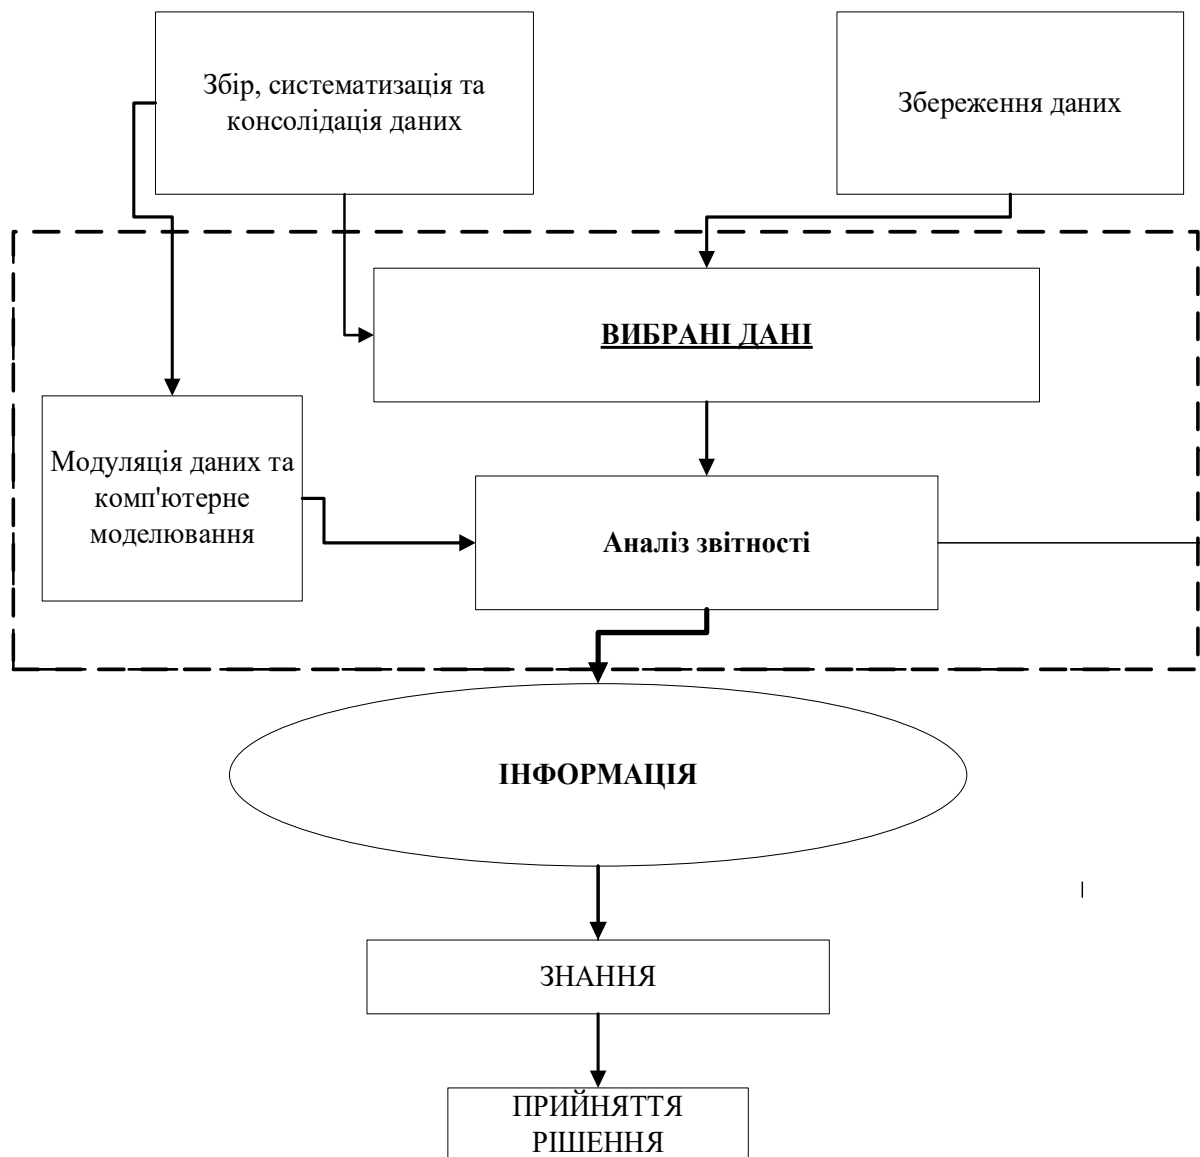 Збір, систематизація та
консолідація даних
Збереження даних
ВИБРАНІ ДАНІ
Модуляція даних та
комп'ютерне
моделювання
Аналіз звітності
ІНФОРМАЦІЯ
ЗНАННЯ
ПРИЙНЯТТЯ
РІШЕННЯ